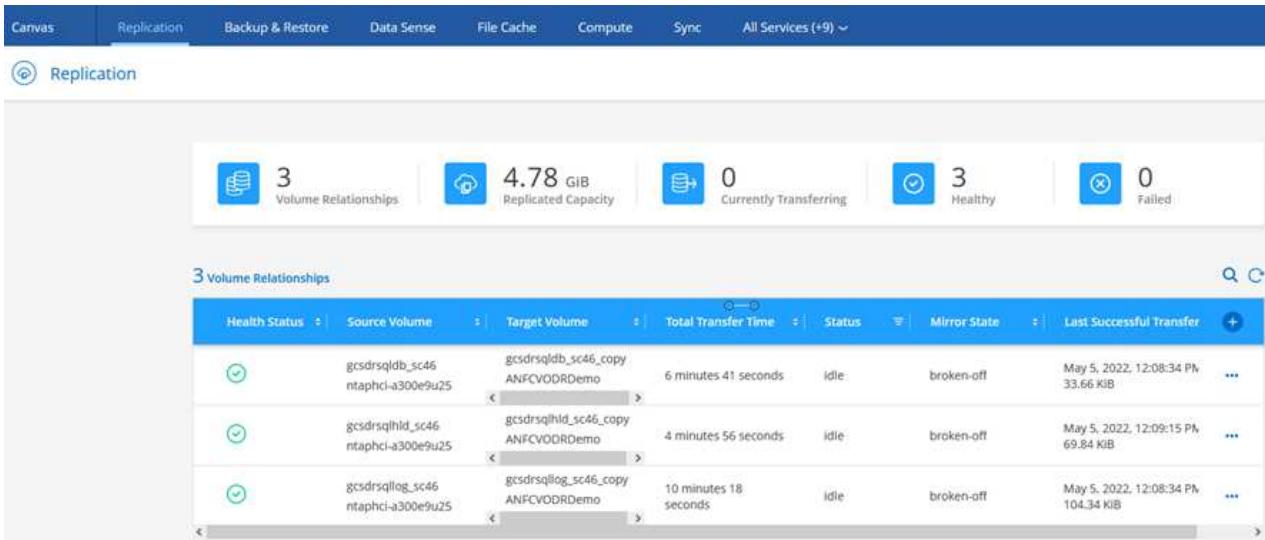 Canvas Replication Backup & Restore Data Sense File Cache Compute Sync All Services (+9)
Replication
3 4.78 GiB 0 3 0
Volume Relationships Replicated Capacity Currently Transferring Healthy Failed
3 Volume Relationships
Health Status Source Volume Target Volume Total Transfer Time Status Mirror State Last Successful Transfer
gcsdrsqldb_sc46 gcsdrsqldb_sc46_copy May 5, 2022, 12:08:34 PM
ntaphci-a300e9u25 ANFCVODRDemo 6 minutes 41 seconds idle broken-off 33.66 KiB
gcsdrsqlhld_sc46 gcsdrsqlhld_sc46_copy May 5, 2022, 12:09:15 PM
ntaphci-a300e9u25 ANFCVODRDemo 4 minutes 56 seconds idle broken-off 69.84 KiB
gcsdrsqllog_sc46 gcsdrsqllog_sc46_copy 10 minutes 18 May 5, 2022, 12:08:34 PM
ntaphci-a300e9u25 ANFCVODRDemo seconds idle broken-off 104.34 KiB